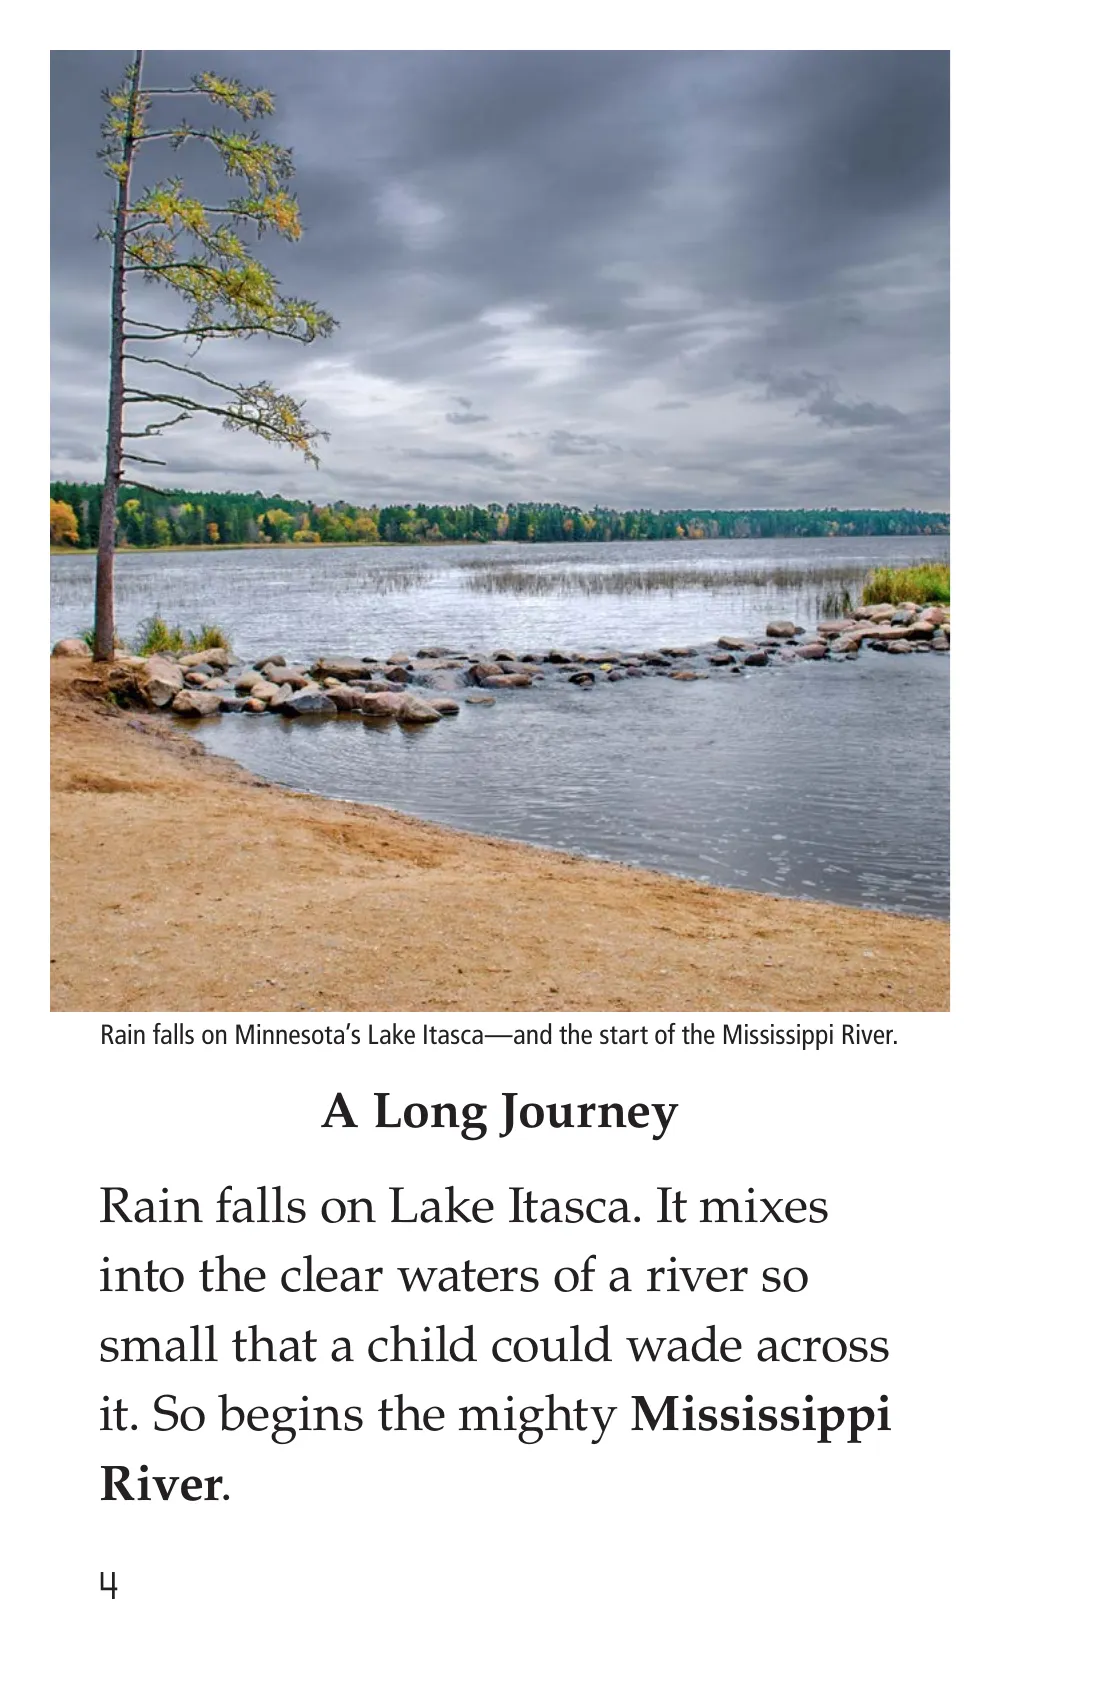 Rain falls on Minnesota’s Lake Itasca—and the start of the Mississippi River.
A Long Journey
Rain falls on Lake Itasca. It mixes
into the clear waters of a river so
small that a child could wade across
it. So begins the mighty Mississippi
River.
4